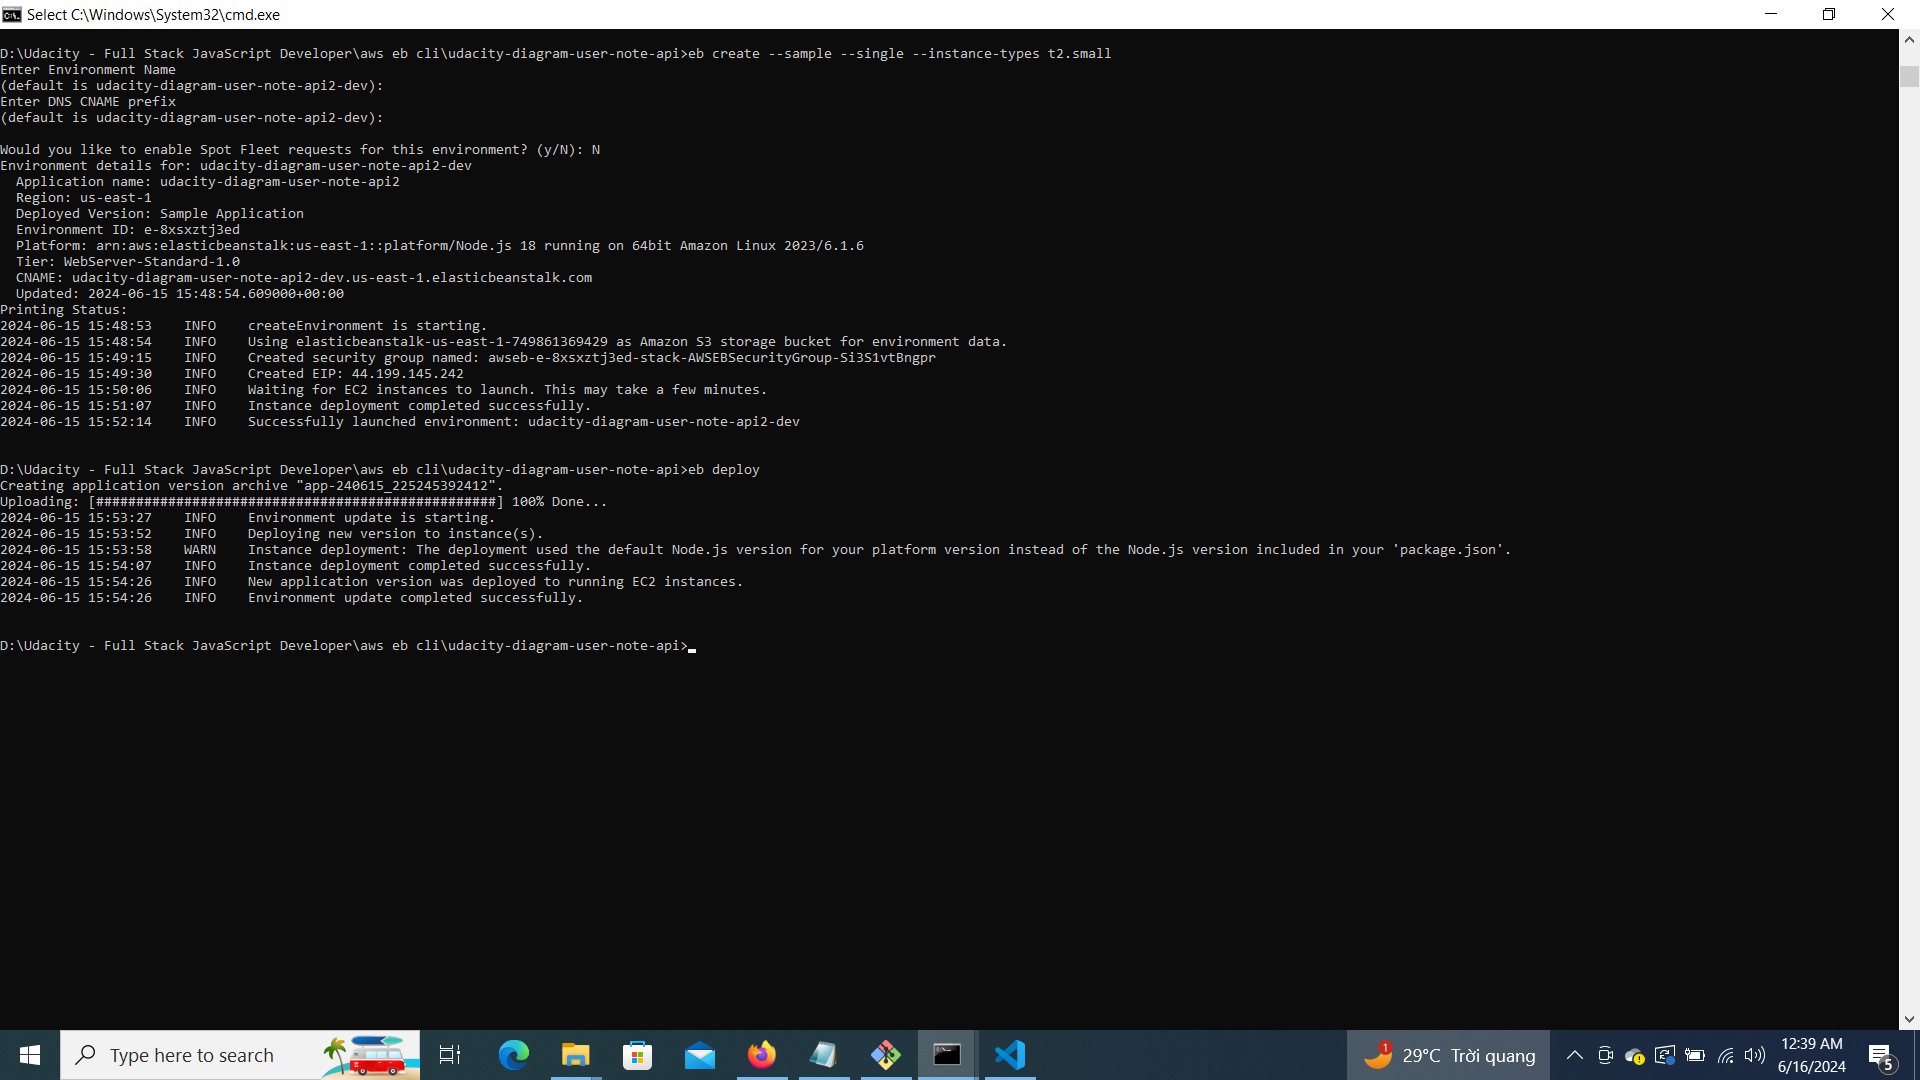 Select C:\Windows\System32\cmd.exe
D:\Udacity - Full Stack JavaScript Developer\aws eb cli\udacity-diagram-user-note-api>eb create --sample --single --instance-types t2.small
Enter Environment Name
(default is udacity-diagram-user-note-api2-dev):
Enter DNS CNAME prefix
(default is udacity-diagram-user-note-api2-dev):
Would you like to enable Spot Fleet requests for this environment? (y/N): N
Environment details for: udacity-diagram-user-note-api2-dev
  Application name: udacity-diagram-user-note-api2
  Region: us-east-1
  Deployed Version: Sample Application
  Environment ID: e-8xsxztj3ed
  Platform: arn:aws:elasticbeanstalk:us-east-1::platform/Node.js 18 running on 64bit Amazon Linux 2023/6.1.6
  Tier: WebServer-Standard-1.0
  CNAME: udacity-diagram-user-note-api2-dev.us-east-1.elasticbeanstalk.com
  Updated: 2024-06-15 15:48:54.609000+00:00
Printing Status:
2024-06-15 15:48:53    INFO    createEnvironment is starting.
2024-06-15 15:48:54    INFO    Using elasticbeanstalk-us-east-1-749861369429 as Amazon S3 storage bucket for environment data.
2024-06-15 15:49:15    INFO    Created security group named: awseb-e-8xsxztj3ed-stack-AWSEBSecurityGroup-Si3S1vtBngpr
2024-06-15 15:49:30    INFO    Created EIP: 44.199.145.242
2024-06-15 15:50:06    INFO    Waiting for EC2 instances to launch. This may take a few minutes.
2024-06-15 15:51:07    INFO    Instance deployment completed successfully.
2024-06-15 15:52:14    INFO    Successfully launched environment: udacity-diagram-user-note-api2-dev
D:\Udacity - Full Stack JavaScript Developer\aws eb cli\udacity-diagram-user-note-api>eb deploy
Creating application version archive "app-240615_225245392412".
Uploading: [##################################################] 100% Done...
2024-06-15 15:53:27    INFO    Environment update is starting.
2024-06-15 15:53:52    INFO    Deploying new version to instance(s).
2024-06-15 15:53:58    WARN    Instance deployment: The deployment used the default Node.js version for your platform version instead of the Node.js version included in your 'package.json'.
2024-06-15 15:54:07    INFO    Instance deployment completed successfully.
2024-06-15 15:54:26    INFO    New application version was deployed to running EC2 instances.
2024-06-15 15:54:26    INFO    Environment update completed successfully.
D:\Udacity - Full Stack JavaScript Developer\aws eb cli\udacity-diagram-user-note-api>
Type here to search
1
29°C Trời quang
12:39 AM
6/16/2024
5